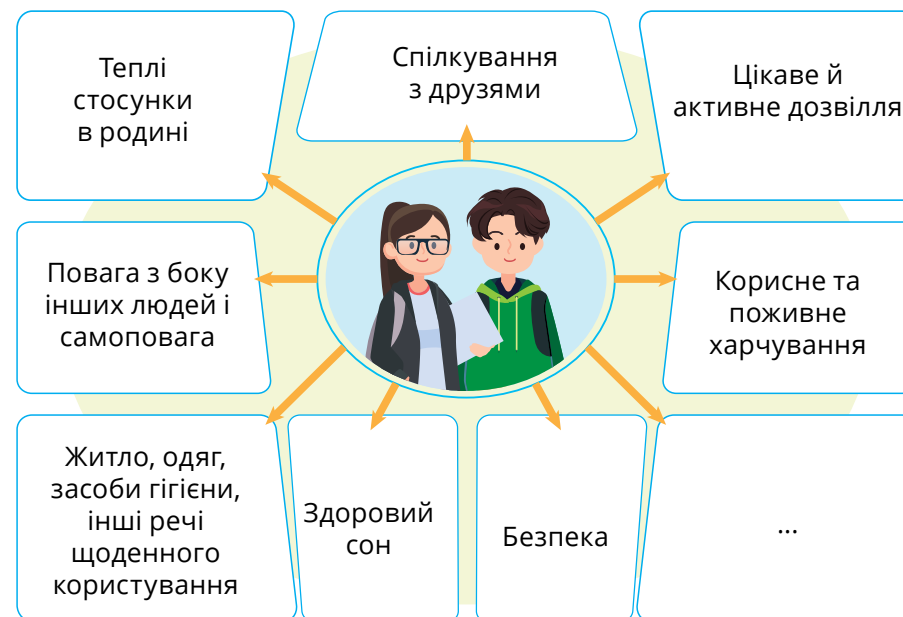 Теплі
стосунки
в родині
Спілкування
з друзями
Цікаве й
активне дозвілля
Повага з боку
інших людей і
самоповага
Корисне та
поживне
харчування
Житло, одяг,
засоби гігієни,
інші речі
щоденного
користування
Здоровий
сон
Безпека
...